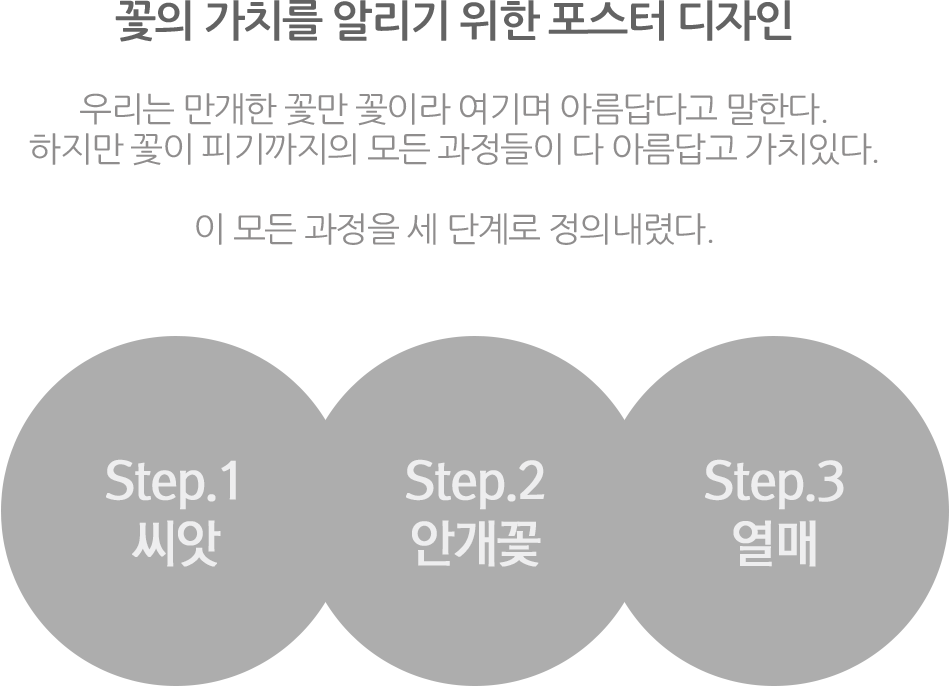 꽃의 가치를 알리기 위한 포스터 디자인
우리는 만개한 꽃만 꽃이라 여기며 아름답다고 말한다.
하지만 꽃이 피기까지의 모든 과정들이 다 아름답고 가치있다.
이 모든 과정을 세 단계로 정의내렸다.
Step.1
씨앗
Step.2
안개꽃
Step.3
열매